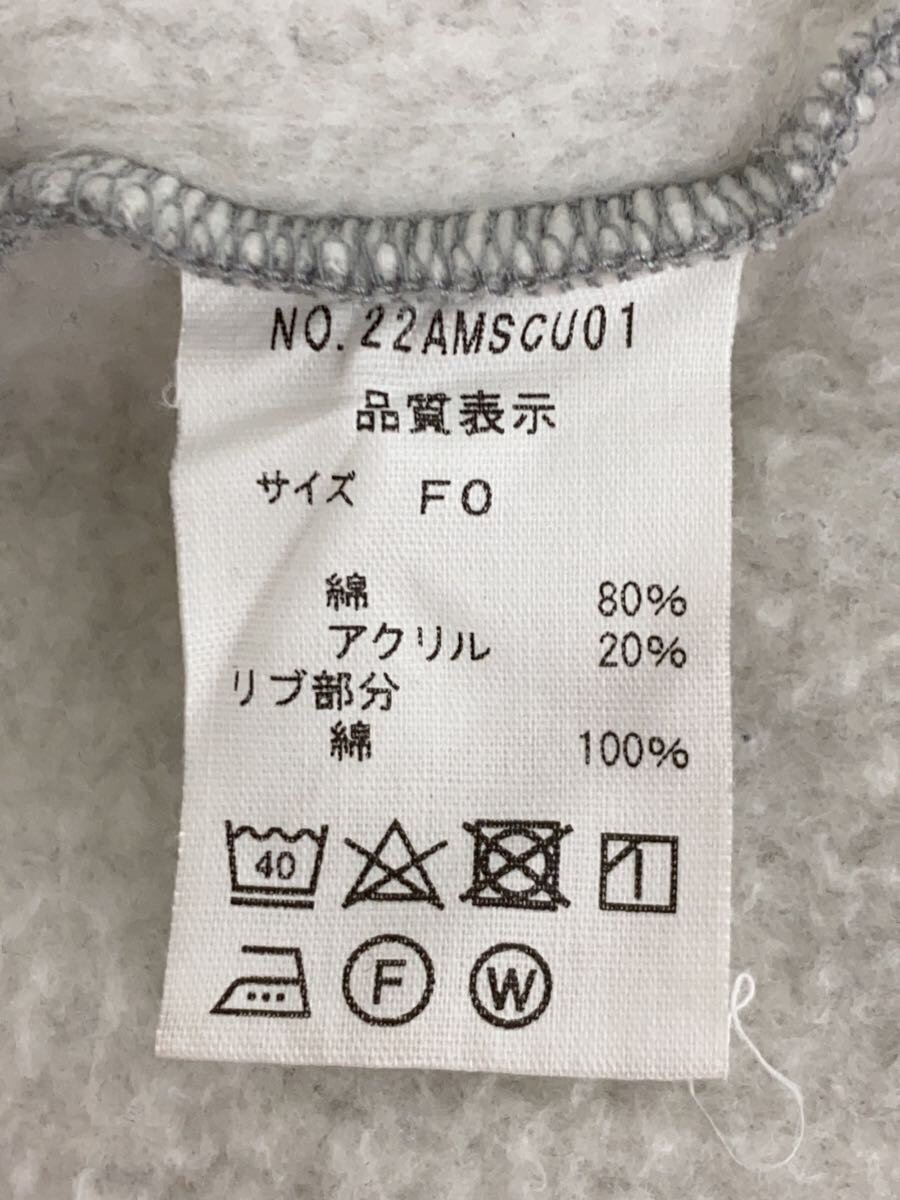 NO.22AMSCU01
品質表示
サイズ FO
綿 80%
アクリル 20%
リブ部分
綿 100%
40
F W